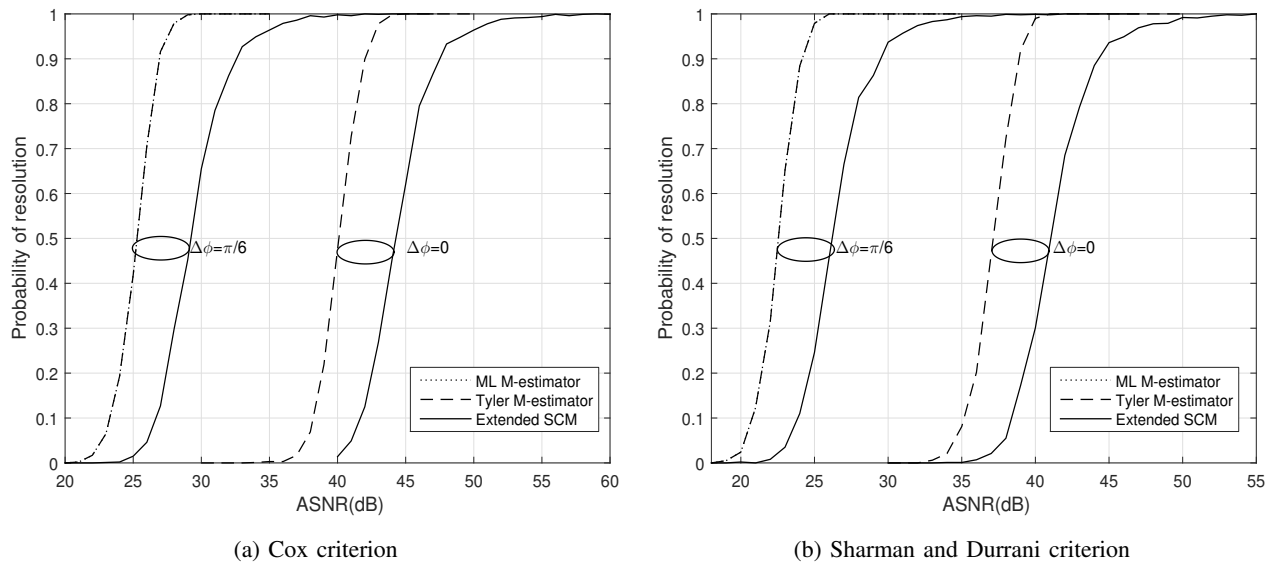 Probability of resolution
1
0.9
0.8
0.7
0.6
0.5
0.4
0.3
0.2
0.1
0
Δϕ=π/6
Δϕ=0
ML M-estimator
Tyler M-estimator
Extended SCM
20 25 30 35 40 45 50 55 60
ASNR(dB)
(a) Cox criterion
Probability of resolution
1
0.9
0.8
0.7
0.6
0.5
0.4
0.3
0.2
0.1
0
Δϕ=π/6
Δϕ=0
ML M-estimator
Tyler M-estimator
Extended SCM
20 25 30 35 40 45 50 55
ASNR(dB)
(b) Sharman and Durrani criterion